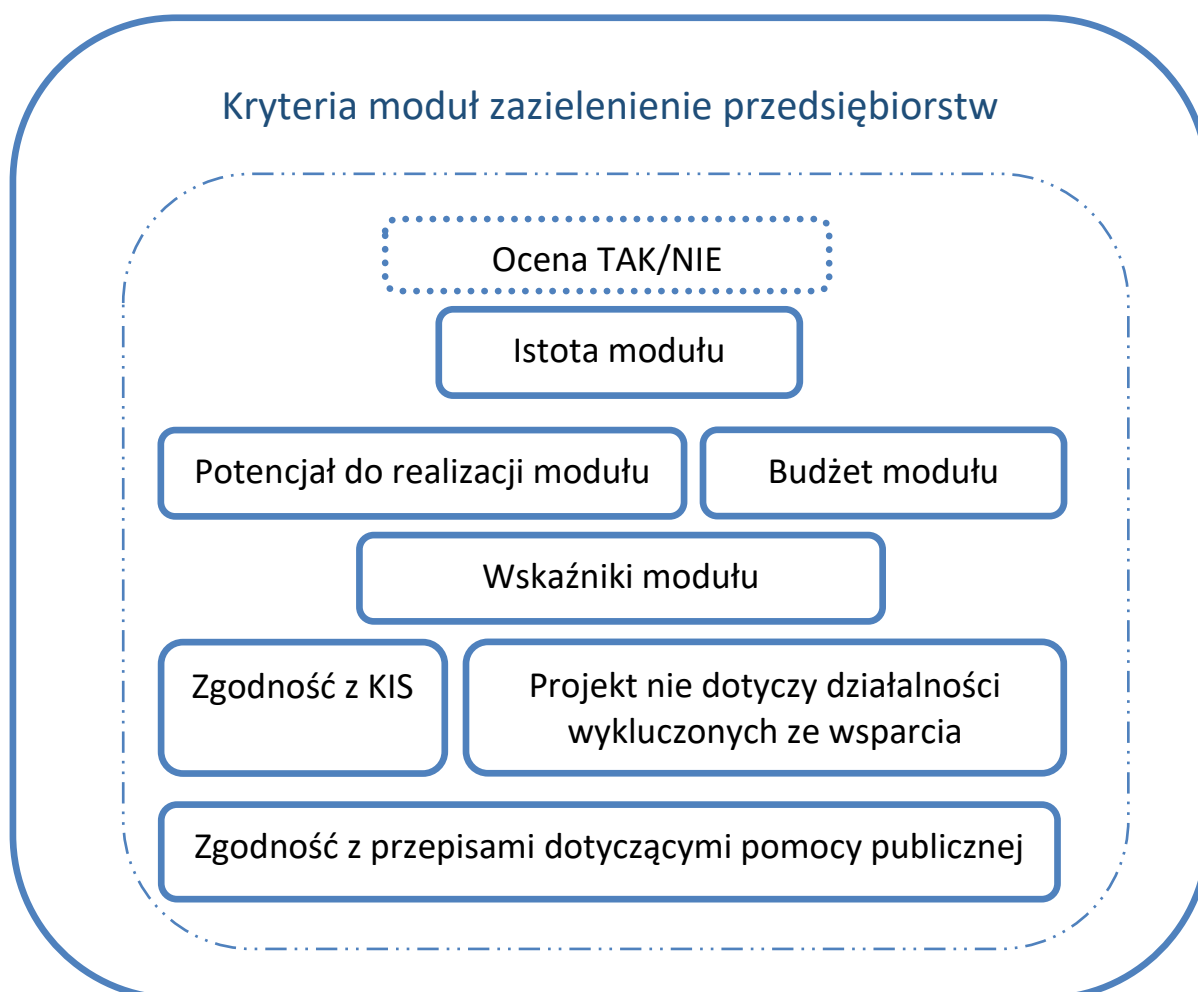 Kryteria moduł zazielenienie przedsiębiorstw
Ocena TAK/NIE
Istota modułu
Potencjał do realizacji modułu
Budżet modułu
Wskaźniki modułu
Zgodność z KIS
Projekt nie dotyczy działalności
wykluczonych ze wsparcia
Zgodność z przepisami dotyczącymi pomocy publicznej